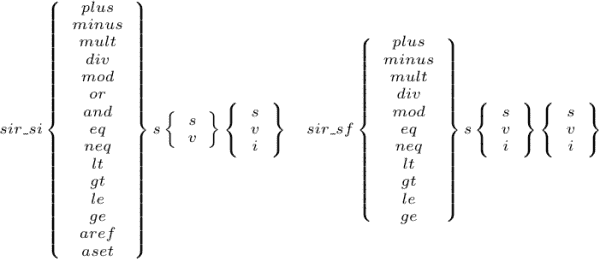 sir_si { plus
minus
mult
div
mod
or
and
eq
neq
lt
gt
le
ge
aref
aset } s { s
v } { s
v
i }
sir_sf { plus
minus
mult
div
mod
eq
neq
lt
gt
le
ge } s { s
v
i } { s
v
i }